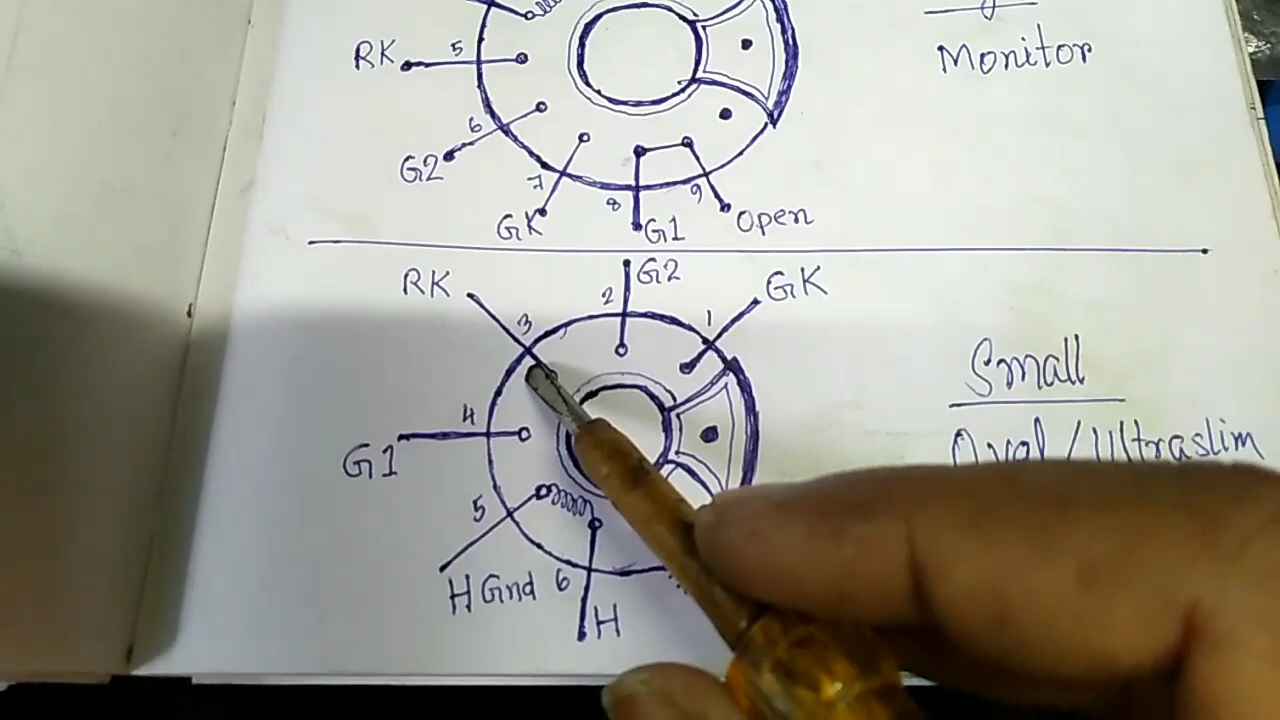 Monitor
RK 5
6
G2
7
GK
8
G1
9
Open
RK
3
G2
2
GK
1
Small
Oval/Ultraslim
4
G1
5
H Gnd
6
H